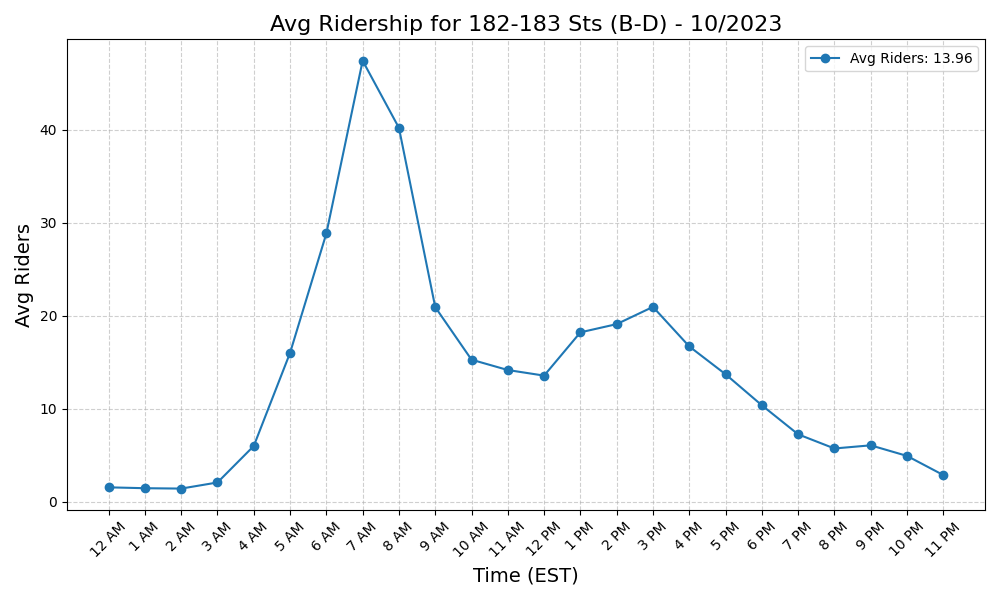 Avg Ridership for 182-183 Sts (B-D) - 10/2023
Avg Riders: 13.96
Avg Riders
40
30
20
10
0
12 AM
1 AM
2 AM
3 AM
4 AM
5 AM
6 AM
7 AM
8 AM
9 AM
10 AM
11 AM
12 PM
1 PM
2 PM
3 PM
4 PM
5 PM
6 PM
7 PM
8 PM
9 PM
10 PM
11 PM
Time (EST)